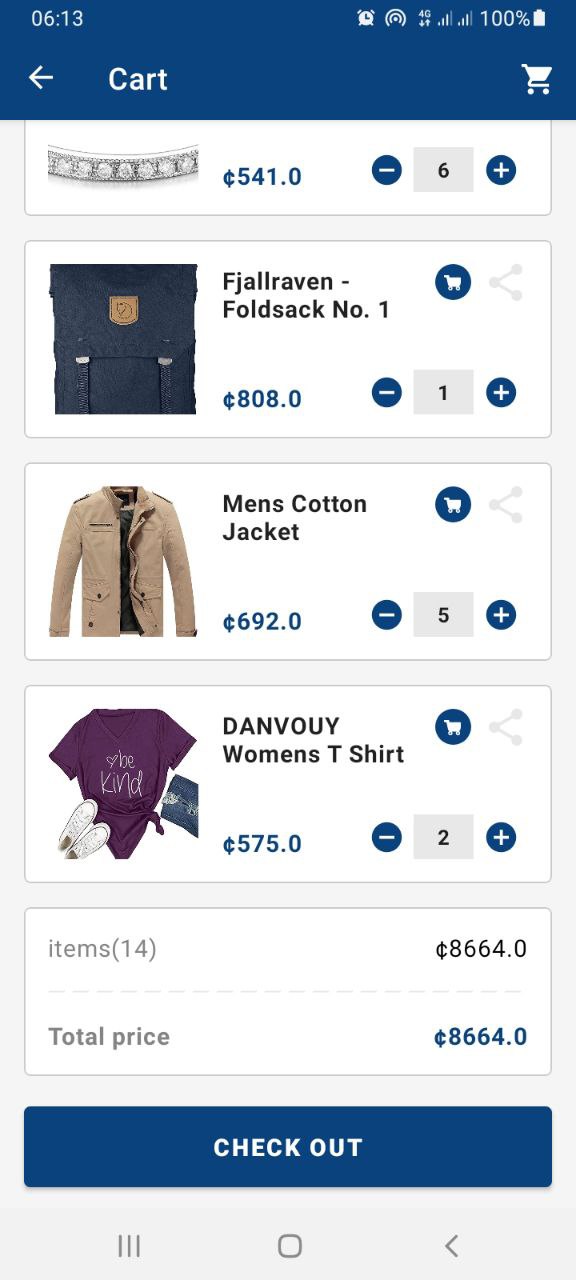 06:13
4G
100%
Cart
¢541.0
6
Fjallraven -
Foldsack No. 1
¢808.0
1
Mens Cotton
Jacket
¢692.0
5
DANVOUY
Womens T Shirt
be
kind
¢575.0
2
items(14)
¢8664.0
Total price
¢8664.0
CHECK OUT